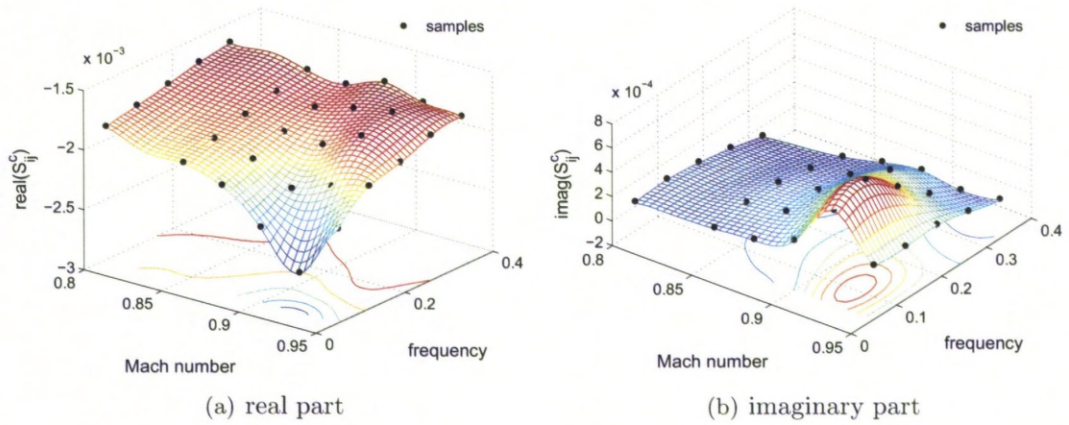 samples
x 10⁻³
−1.5
−2
−2.5
−3
real(Sᶜᵢⱼ)
0.8
0.85
0.9
0.95
Mach number
0
0.2
0.4
frequency
(a) real part
samples
x 10⁻⁴
8
6
4
2
0
−2
imag(Sᶜᵢⱼ)
0.8
0.85
0.9
0.95
Mach number
0
0.1
0.2
0.3
0.4
frequency
(b) imaginary part